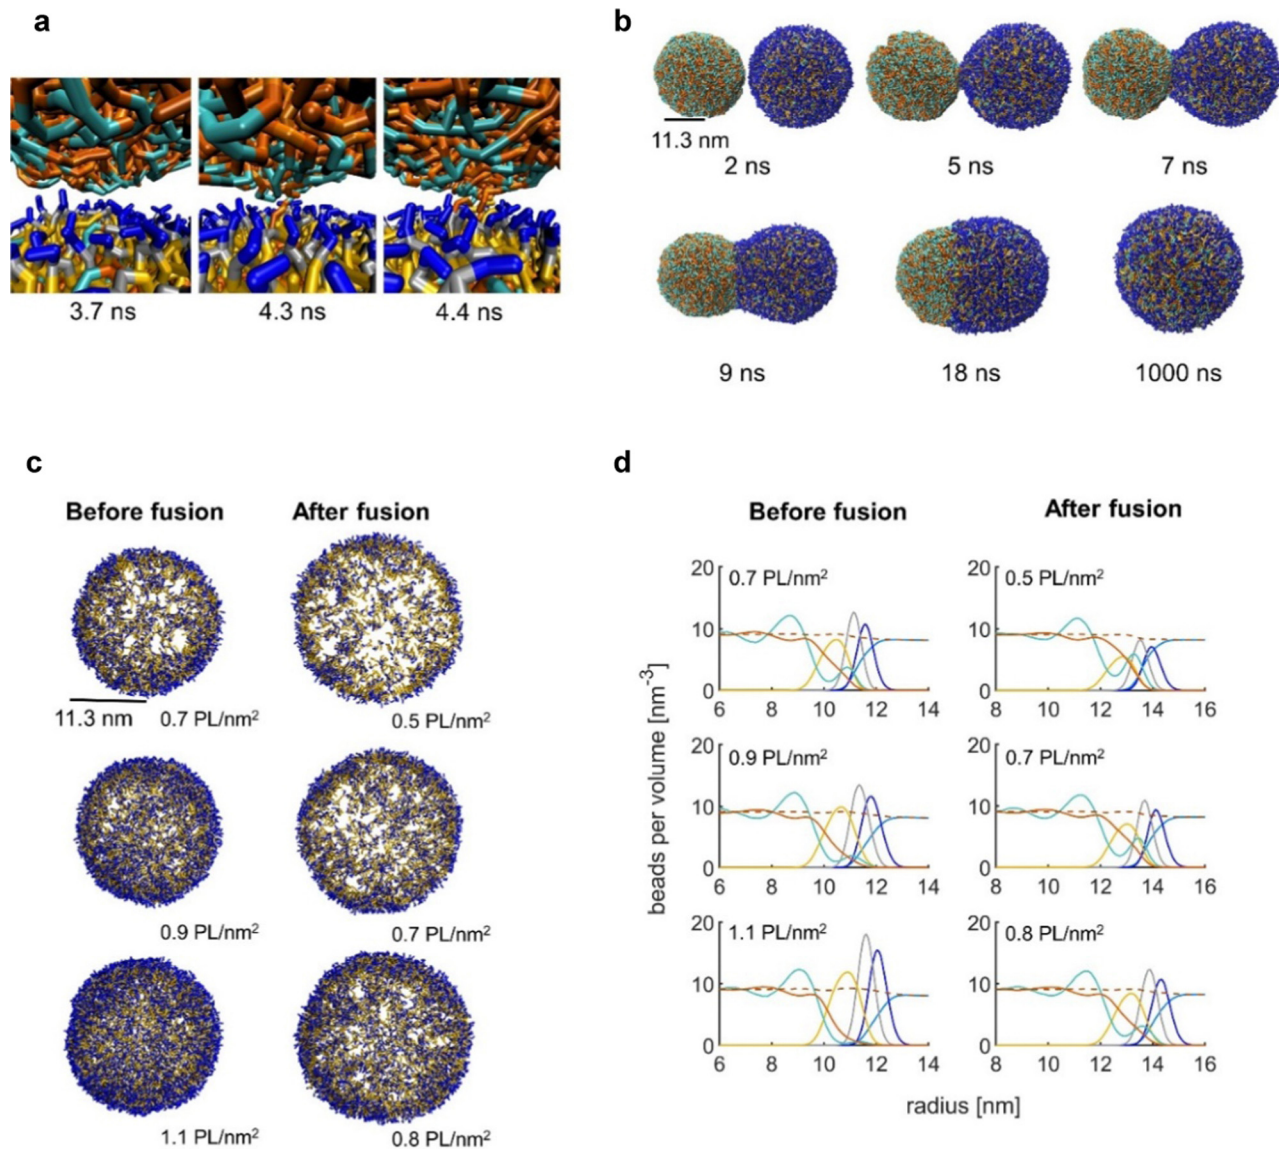 a
3.7 ns 4.3 ns 4.4 ns
b
11.3 nm
2 ns 5 ns 7 ns
9 ns 18 ns 1000 ns
c
Before fusion After fusion
11.3 nm 0.7 PL/nm² 0.5 PL/nm²
0.9 PL/nm² 0.7 PL/nm²
1.1 PL/nm² 0.8 PL/nm²
d
Before fusion After fusion
beads per volume [nm⁻³]
20 0.7 PL/nm² 20 0.5 PL/nm²
10 10
0 0
6 8 10 12 14 8 10 12 14 16
20 0.9 PL/nm² 20 0.7 PL/nm²
10 10
0 0
6 8 10 12 14 8 10 12 14 16
20 1.1 PL/nm² 20 0.8 PL/nm²
10 10
0 0
6 8 10 12 14 8 10 12 14 16
radius [nm]